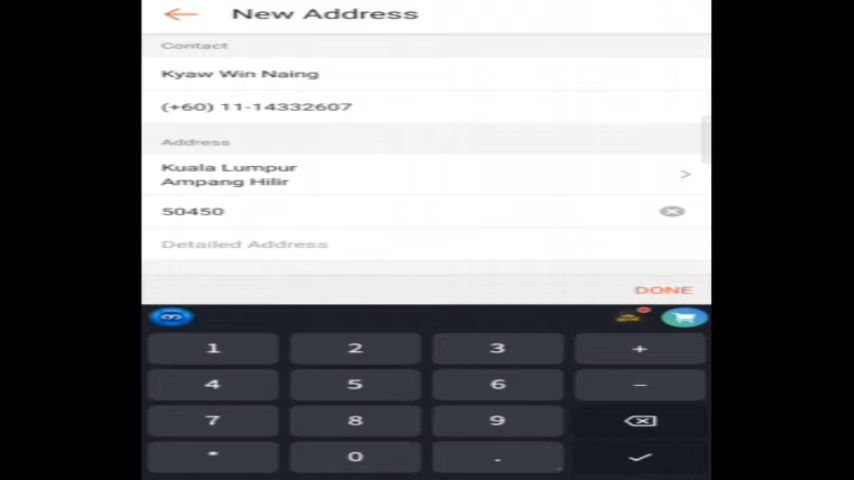 New Address
Contact
Kyaw Win Naing
(+60) 11-14332607
Address
Kuala Lumpur
Ampang Hilir
50450
Detailed Address
DONE
1 2 3 +
4 5 6 -
7 8 9
* 0 .